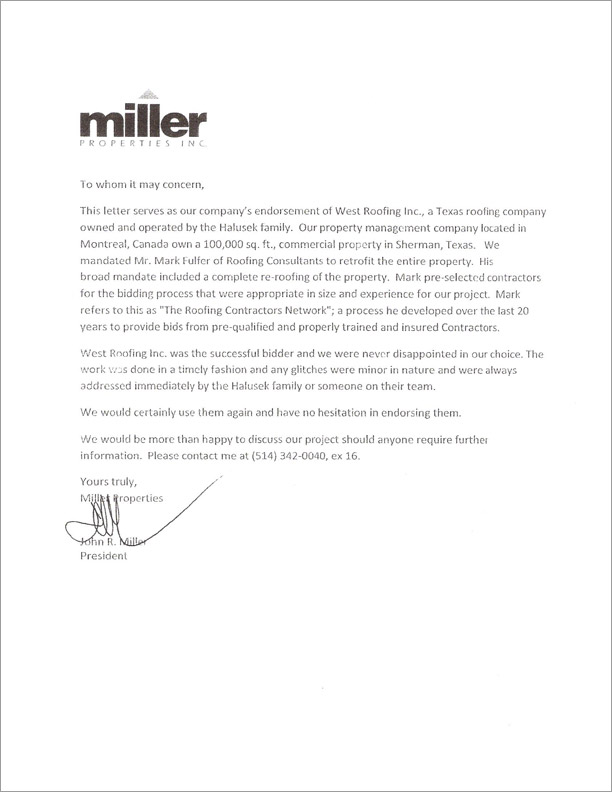 miller
PROPERTIES INC.
To whom it may concern,
This letter serves as our company's endorsement of West Roofing Inc., a Texas roofing company
owned and operated by the Halusek family. Our property management company located in
Montreal, Canada own a 100,000 sq. ft., commercial property in Sherman, Texas. We
mandated Mr. Mark Fulfer of Roofing Consultants to retrofit the entire property. His
broad mandate included a complete re-roofing of the property. Mark pre-selected contractors
for the bidding process that were appropriate in size and experience for our project. Mark
refers to this as "The Roofing Contractors Network"; a process he developed over the last 20
years to provide bids from pre-qualified and properly trained and insured Contractors.
West Roofing Inc. was the successful bidder and we were never disappointed in our choice. The
work was done in a timely fashion and any glitches were minor in nature and were always
addressed immediately by the Halusek family or someone on their team.
We would certainly use them again and have no hesitation in endorsing them.
We would be more than happy to discuss our project should anyone require further
information. Please contact me at (514) 342-0040, ex 16.
Yours truly,
Miller Properties
John R. Miller
President